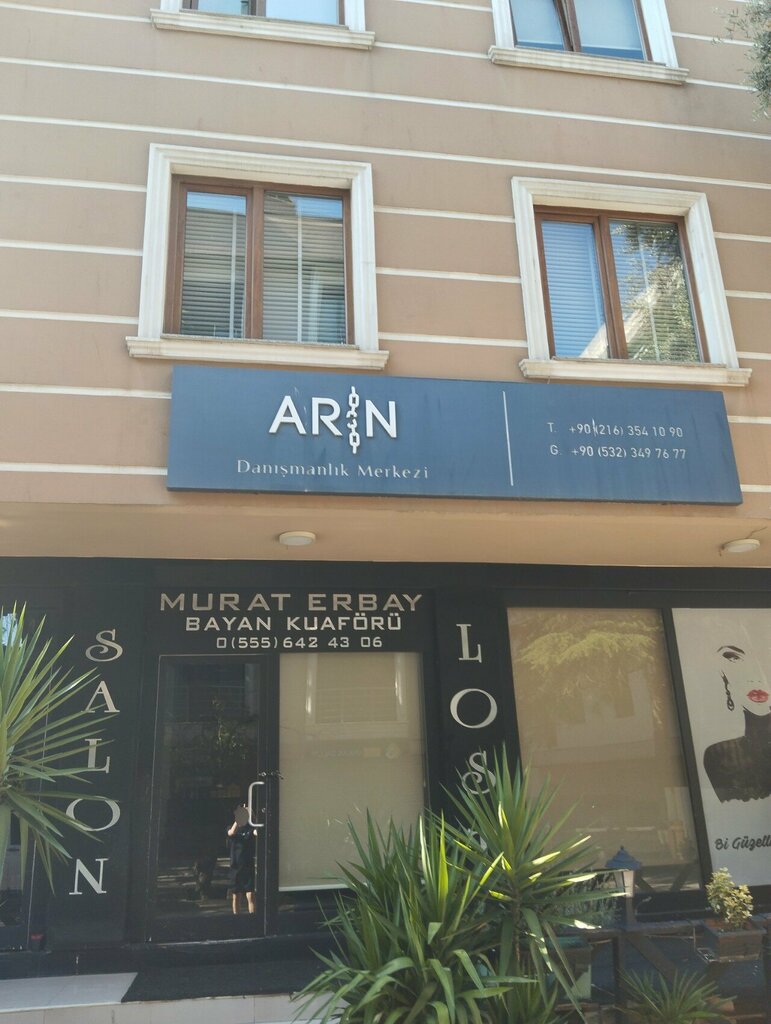 ARIN
Danışmanlık Merkezi
T. +90 (216) 354 10 90
G. +90 (532) 349 76 77
MURAT ERBAY
BAYAN KUAFÖRÜ
0(555) 642 43 06
SALON
LOS
Bi Güzell